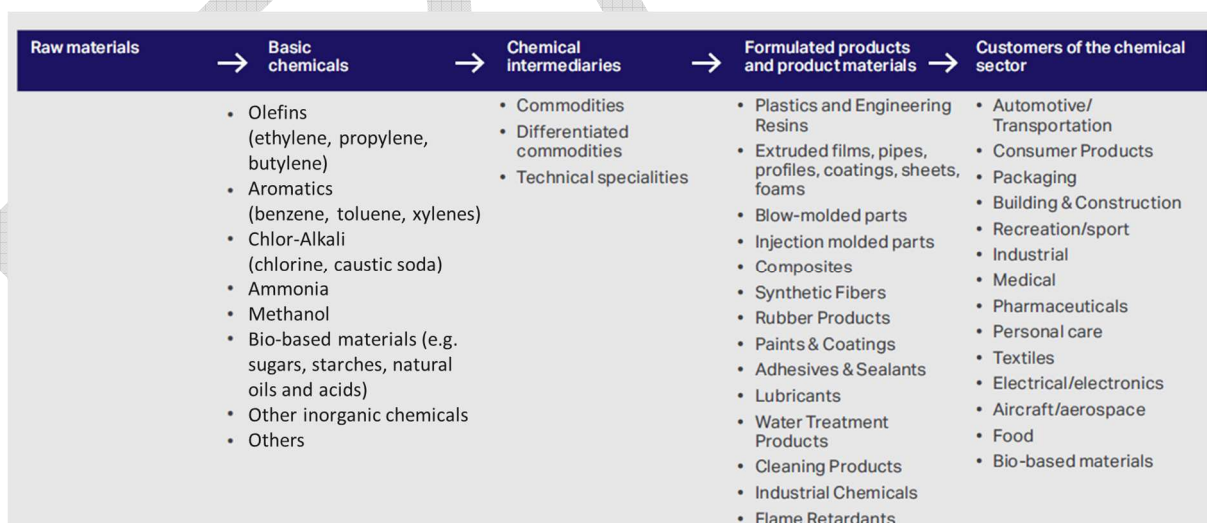 Raw materials
→
Basic
chemicals
→
Chemical
intermediaries
→
Formulated products
and product materials
→
Customers of the chemical
sector
• Olefins
(ethylene, propylene,
butylene)
• Aromatics
(benzene, toluene, xylenes)
• Chlor-Alkali
(chlorine, caustic soda)
• Ammonia
• Methanol
• Bio-based materials (e.g.
sugars, starches, natural
oils and acids)
• Other inorganic chemicals
• Others
• Commodities
• Differentiated
commodities
• Technical specialities
• Plastics and Engineering
Resins
• Extruded films, pipes,
profiles, coatings, sheets,
foams
• Blow-molded parts
• Injection molded parts
• Composites
• Synthetic Fibers
• Rubber Products
• Paints & Coatings
• Adhesives & Sealants
• Lubricants
• Water Treatment
Products
• Cleaning Products
• Industrial Chemicals
• Flame Retardants
• Automotive/
Transportation
• Consumer Products
• Packaging
• Building & Construction
• Recreation/sport
• Industrial
• Medical
• Pharmaceuticals
• Personal care
• Textiles
• Electrical/electronics
• Aircraft/aerospace
• Food
• Bio-based materials